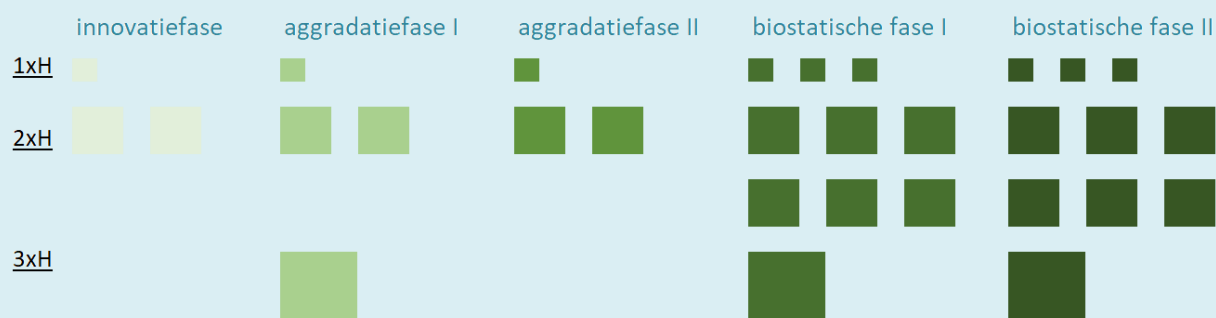 innovatiefase aggradatiefase I aggradatiefase II biostatische fase I biostatische fase II
1xH
2xH
3xH